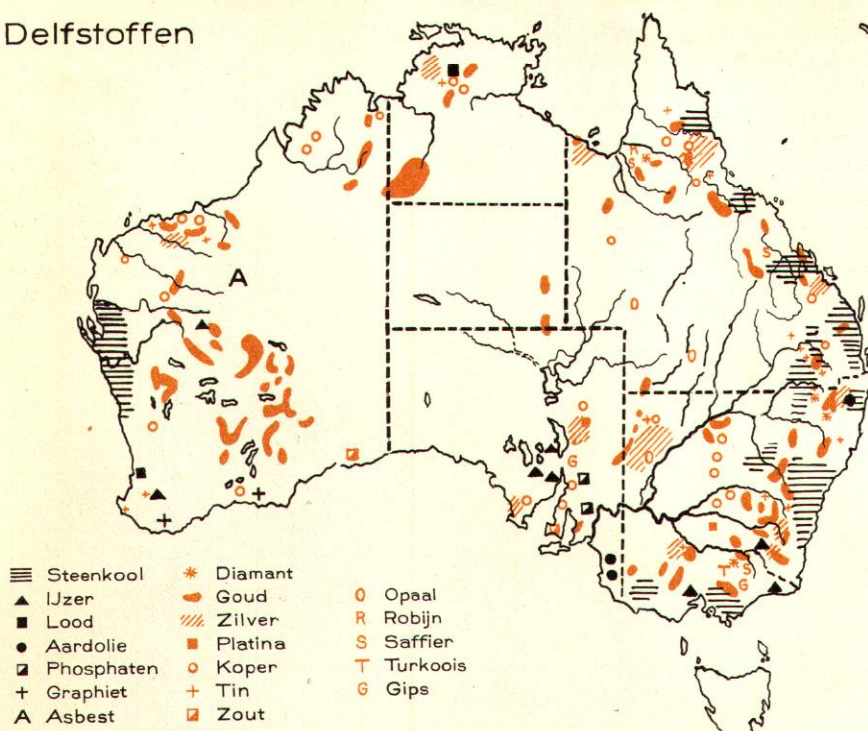 Delfstoffen
A
R
S
S
S
G
T
G
Steenkool
IJzer
Lood
Aardolie
Phosphaten
Graphiet
A Asbest
Diamant
Goud
Zilver
Platina
Koper
Tin
Zout
O Opaal
R Robijn
S Saffier
T Turkoois
G Gips